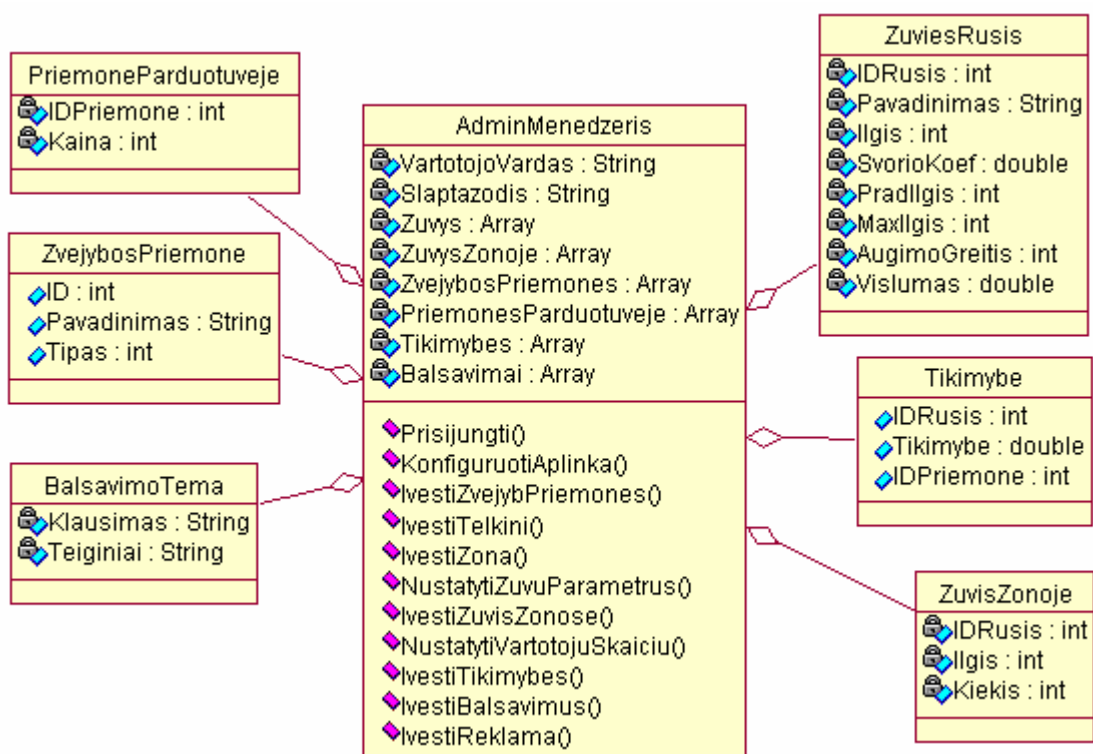 PriemoneParduotuveje
IDPriemone : int
Kaina : int
ZvejybosPriemone
ID : int
Pavadinimas : String
Tipas : int
BalsavimoTema
Klausimas : String
Teiginiai : String
AdminMenedzeris
VartotojoVardas : String
Slaptazodis : String
Zuvys : Array
ZuvysZonoje : Array
ZvejybosPriemones : Array
PriemonesParduotuveje : Array
Tikimybes : Array
Balsavimai : Array
Prisijungti()
KonfiguruotiAplinka()
IvestiZvejybPriemones()
IvestiTelkini()
IvestiZona()
NustatytiZuvuParametrus()
IvestiZuvisZonose()
NustatytiVartotojuSkaiciu()
IvestiTikimybes()
IvestiBalsavimus()
IvestiReklama()
ZuviesRusis
IDRusis : int
Pavadinimas : String
Ilgis : int
SvorioKoef : double
PradIlgis : int
MaxIlgis : int
AugimoGreitis : int
Vislumas : double
Tikimybe
IDRusis : int
Tikimybe : double
IDPriemone : int
ZuvisZonoje
IDRusis : int
Ilgis : int
Kiekis : int